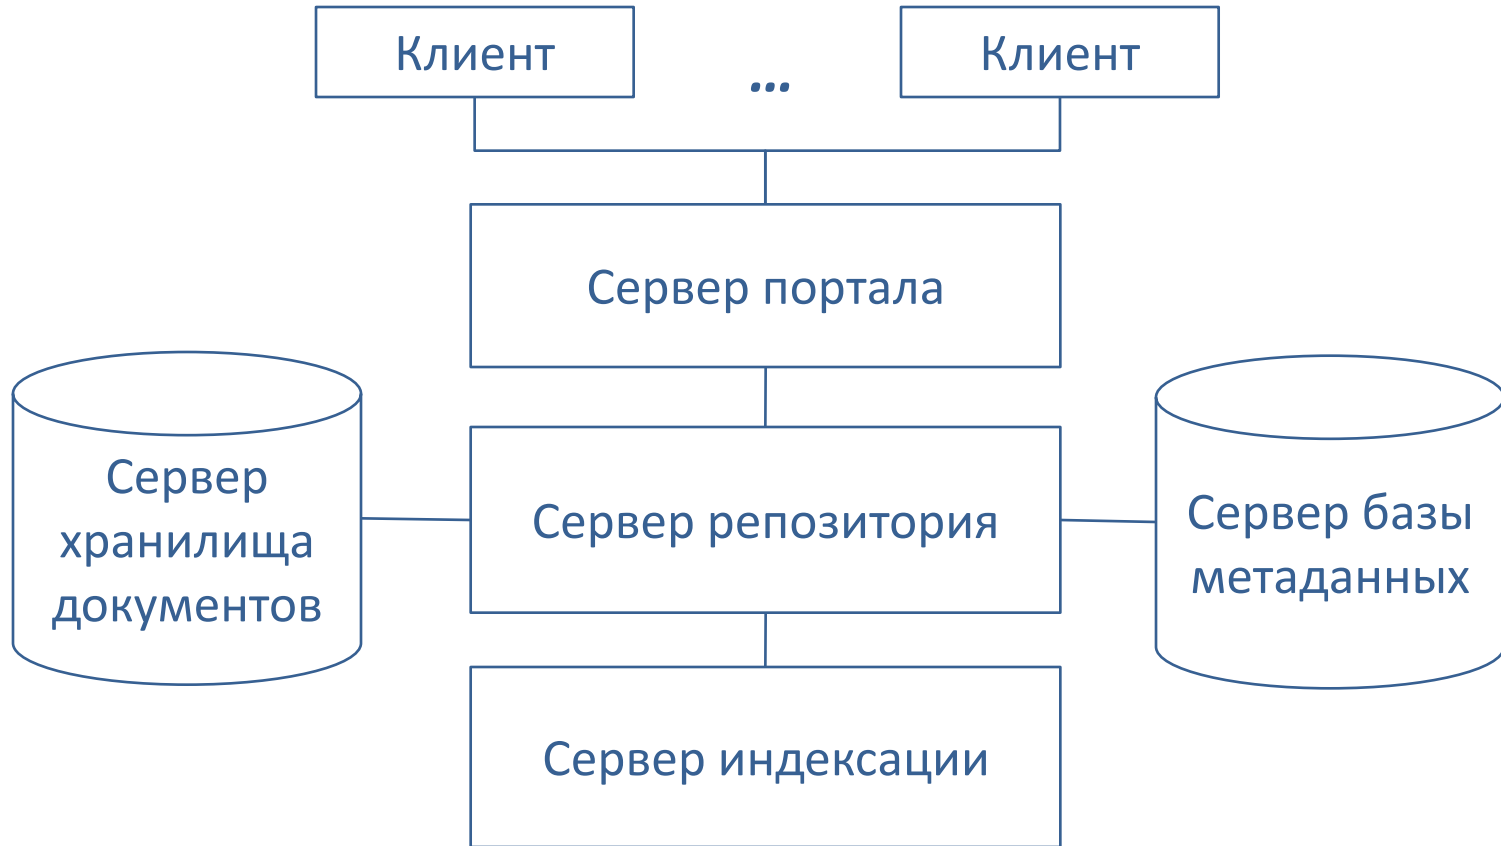 Клиент
...
Клиент
Сервер портала
Сервер
хранилища
документов
Сервер репозитория
Сервер базы
метаданных
Сервер индексации